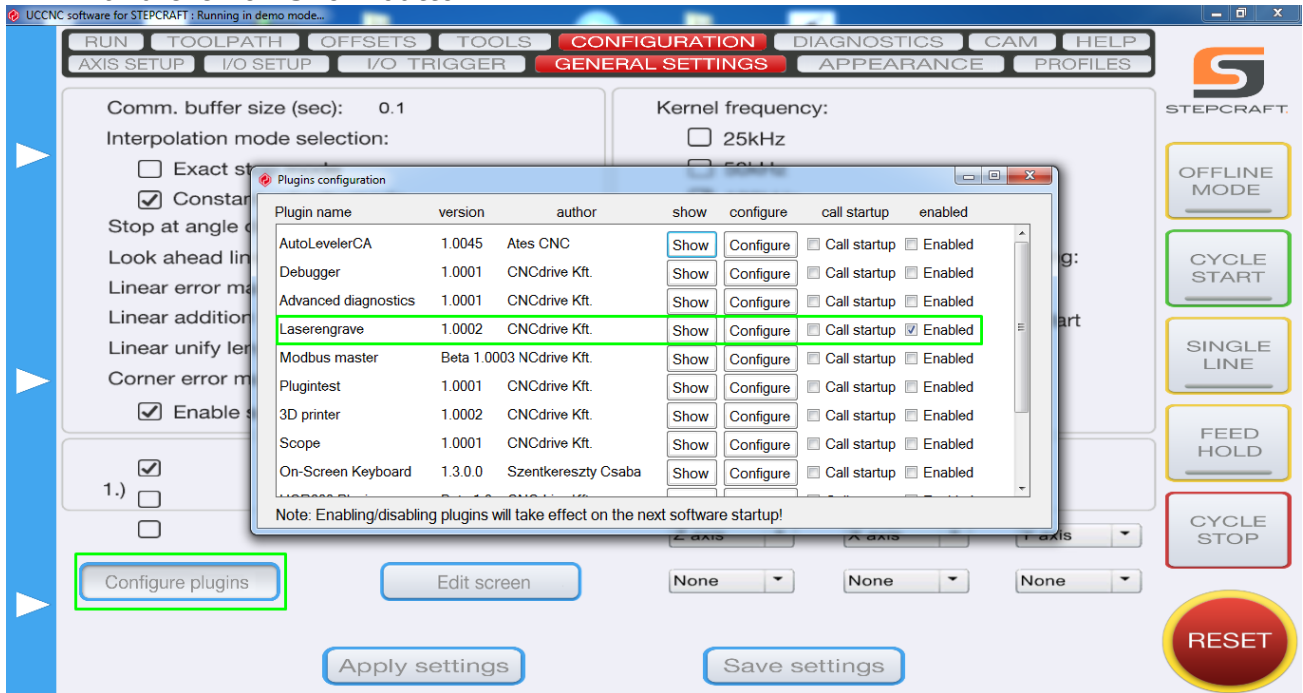 UCCNC software for STEPCRAFT : Running in demo mode...
RUN TOOLPATH OFFSETS TOOLS CONFIGURATION DIAGNOSTICS CAM HELP
AXIS SETUP I/O SETUP I/O TRIGGER GENERAL SETTINGS APPEARANCE PROFILES
STEPCRAFT.
Comm. buffer size (sec): 0.1
Kernel frequency:
Interpolation mode selection:
25kHz
Exact
Plugins configuration
Plugin name version author show configure call startup enabled
AutoLevelerCA 1.0045 Ates CNC Show Configure Call startup Enabled
Debugger 1.0001 CNCdrive Kft. Show Configure Call startup Enabled
Advanced diagnostics 1.0001 CNCdrive Kft. Show Configure Call startup Enabled
Laserengrave 1.0002 CNCdrive Kft. Show Configure Call startup Enabled
Modbus master Beta 1.0003 NCdrive Kft. Show Configure Call startup Enabled
Plugintest 1.0001 CNCdrive Kft. Show Configure Call startup Enabled
3D printer 1.0002 CNCdrive Kft. Show Configure Call startup Enabled
Scope 1.0001 CNCdrive Kft. Show Configure Call startup Enabled
On-Screen Keyboard 1.3.0.0 Szentkereszty Csaba Show Configure Call startup Enabled
Note: Enabling/disabling plugins will take effect on the next software startup!
Stop at angle
Look ahead
Linear error
Linear
Linear unify
Corner error
Enable
1.)
Z axis X axis Y axis
Configure plugins Edit screen None None None
Apply settings Save settings
OFFLINE
MODE
CYCLE
START
SINGLE
LINE
FEED
HOLD
CYCLE
STOP
RESET